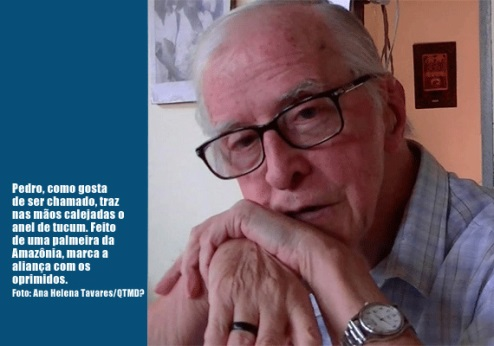 Pedro, como gosta
de ser chamado, traz
nas mãos calejadas o
anel de tucum. Feito
de uma palmeira da
Amazônia, marca a
aliança com os
oprimidos.
Foto: Ana Helena Tavares/QTMD?